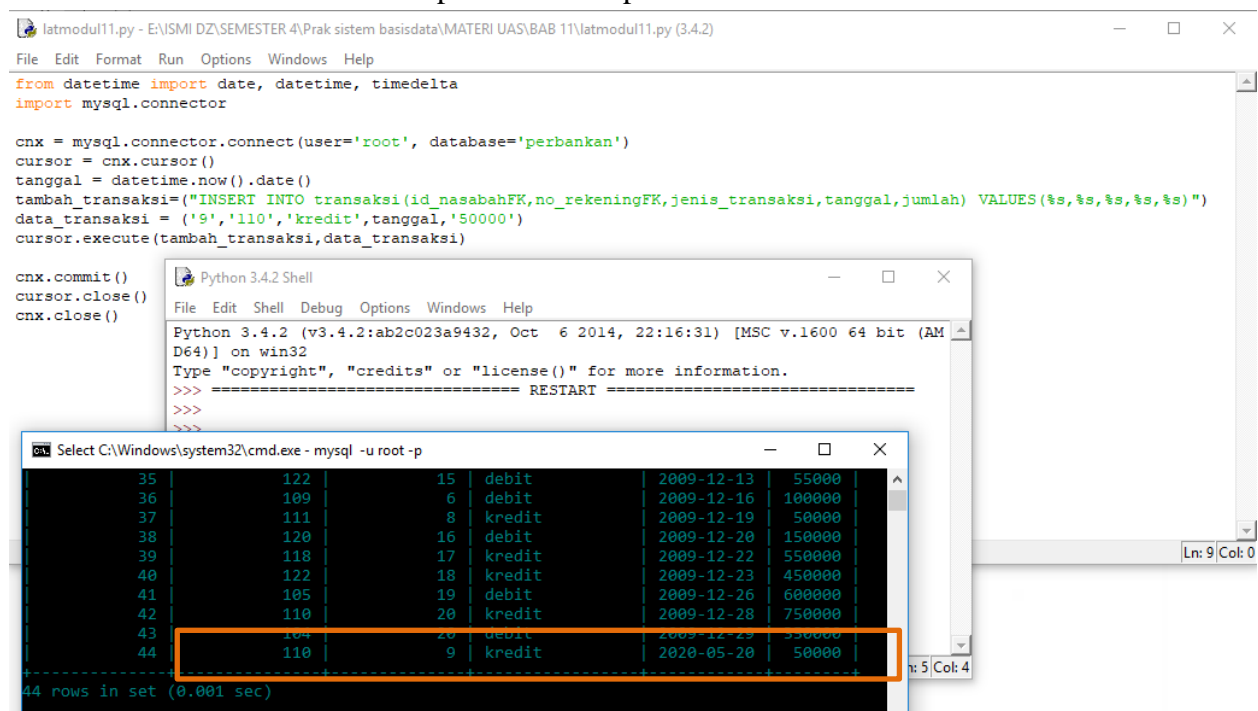 latmodul11.py - E:\ISMI DZ\SEMESTER 4\Prak sistem basisdata\MATERI UAS\BAB 11\latmodul11.py (3.4.2)
File Edit Format Run Options Windows Help
from datetime import date, datetime, timedelta
import mysql.connector
cnx = mysql.connector.connect(user='root', database='perbankan')
cursor = cnx.cursor()
tanggal = datetime.now().date()
tambah_transaksi=("INSERT INTO transaksi(id_nasabahFK,no_rekeningFK,jenis_transaksi,tanggal,jumlah) VALUES(%s,%s,%s,%s,%s)")
data_transaksi = ('9','110','kredit',tanggal,'50000')
cursor.execute(tambah_transaksi,data_transaksi)
cnx.commit()
cursor.close()
cnx.close()
Python 3.4.2 Shell
File Edit Shell Debug Options Windows Help
Python 3.4.2 (v3.4.2:ab2c023a9432, Oct  6 2014, 22:16:31) [MSC v.1600 64 bit (AM
D64)] on win32
Type "copyright", "credits" or "license()" for more information.
>>> ================================ RESTART ================================
>>>
>>>
Select C:\Windows\system32\cmd.exe - mysql -u root -p
| 35 | 122 | 15 | debit | 2009-12-13 | 55000 |
| 36 | 109 | 6 | debit | 2009-12-16 | 100000 |
| 37 | 111 | 8 | kredit | 2009-12-19 | 50000 |
| 38 | 120 | 16 | debit | 2009-12-20 | 150000 |
| 39 | 118 | 17 | kredit | 2009-12-22 | 550000 |
| 40 | 122 | 18 | kredit | 2009-12-23 | 450000 |
| 41 | 105 | 19 | debit | 2009-12-26 | 600000 |
| 42 | 110 | 20 | kredit | 2009-12-28 | 750000 |
| 43 | 104 | 20 | debit | 2009-12-29 |
| 44 | 110 | 9 | kredit | 2020-05-20 | 50000 |
44 rows in set (0.001 sec)
Ln: 9 Col: 0
n: 5 Col: 4